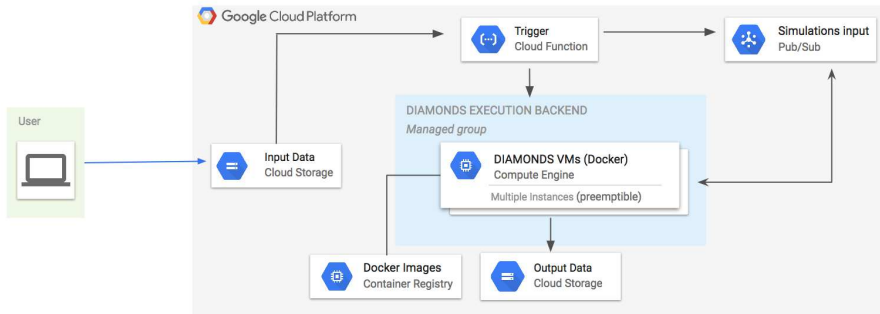 Google Cloud Platform
Trigger
Cloud Function
Simulations input
Pub/Sub
User
DIAMONDS EXECUTION BACKEND
Managed group
Input Data
Cloud Storage
DIAMONDS VMs (Docker)
Compute Engine
Multiple Instances (preemptible)
Docker Images
Container Registry
Output Data
Cloud Storage